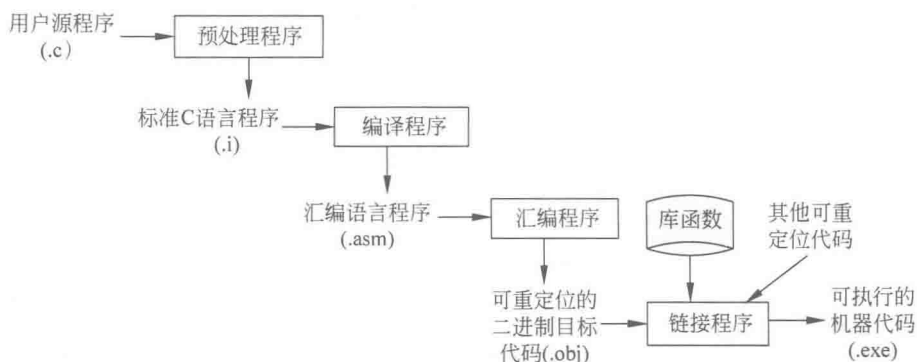 用户源程序
(.c)
预处理程序
标准C语言程序
(.i)
编译程序
汇编语言程序
(.asm)
汇编程序
库函数
其他可重
定位代码
可重定位的
二进制目标
代码(.obj)
链接程序
可执行的
机器代码
(.exe)